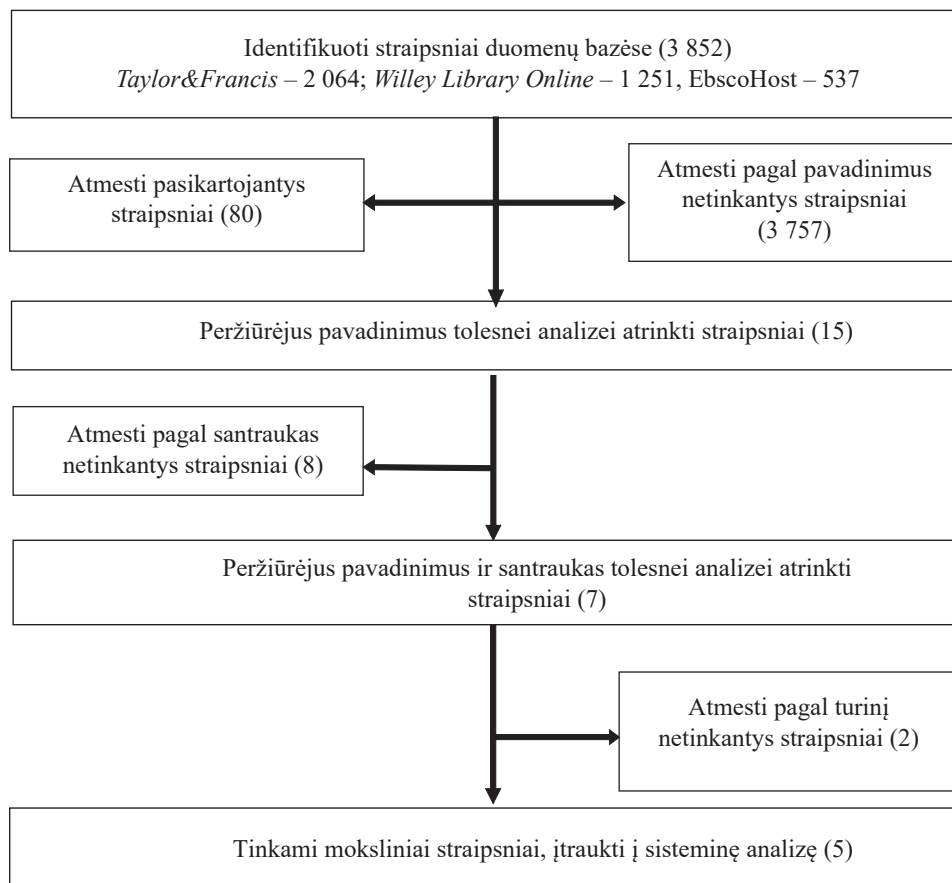 Identifikuoti straipsniai duomenų bazėse (3 852)
Taylor&Francis – 2 064; Willey Library Online – 1 251, EbscoHost – 537
Atmesti pasikartojantys
straipsniai (80)
Atmesti pagal pavadinimus
netinkantys straipsniai
(3 757)
Peržiūrėjus pavadinimus tolesnei analizei atrinkti straipsniai (15)
Atmesti pagal santraukas
netinkantys straipsniai (8)
Peržiūrėjus pavadinimus ir santraukas tolesnei analizei atrinkti
straipsniai (7)
Atmesti pagal turinį
netinkantys straipsniai (2)
Tinkami moksliniai straipsniai, įtraukti į sisteminę analizę (5)